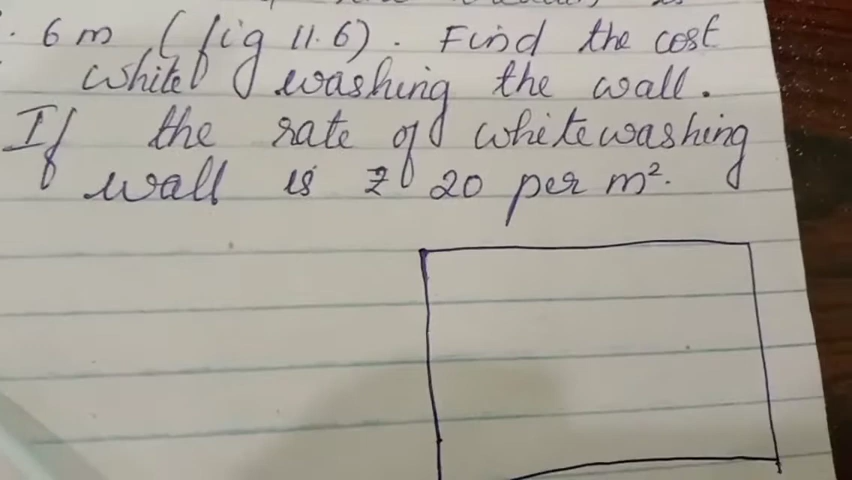 . 6 m (fig 11.6). Find the cost
white washing the wall.
If the rate of whitewashing
wall is ₹ 20 per m².